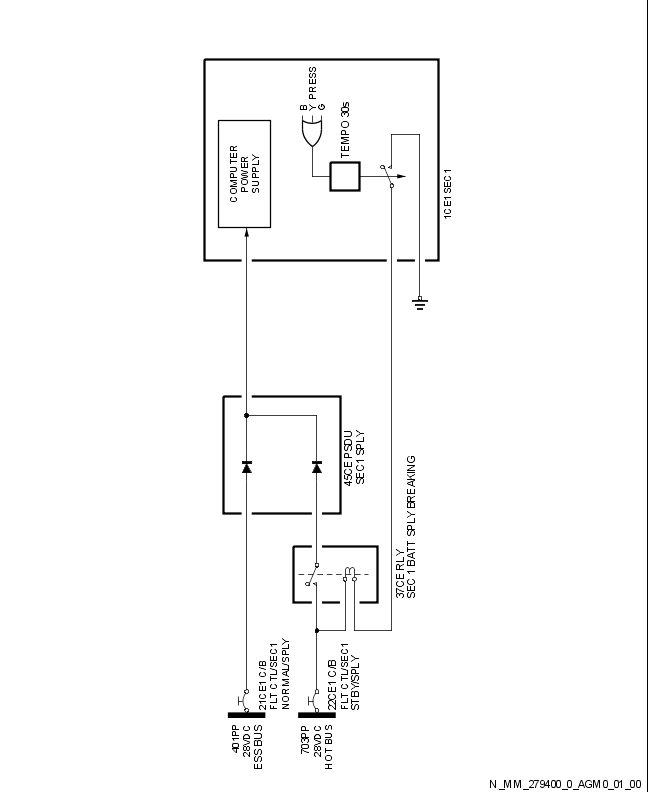 COMPUTER
POWER
SUPPLY
B
Y PRESS
G
TEMPO 30s
1CE1 SEC1
45CE PSDU
SEC1 SPLY
37CE RLY
SEC 1 BATT SPLY BREAKING
21CE1 C/B
FLT CTL/SEC1
NORMAL/SPLY
22CE1 C/B
FLT CTL/SEC1
STBY/SPLY
401PP
28VDC
ESS BUS
703PP
28VDC
HOT BUS
N_MM_279400_0_AGM0_01_00